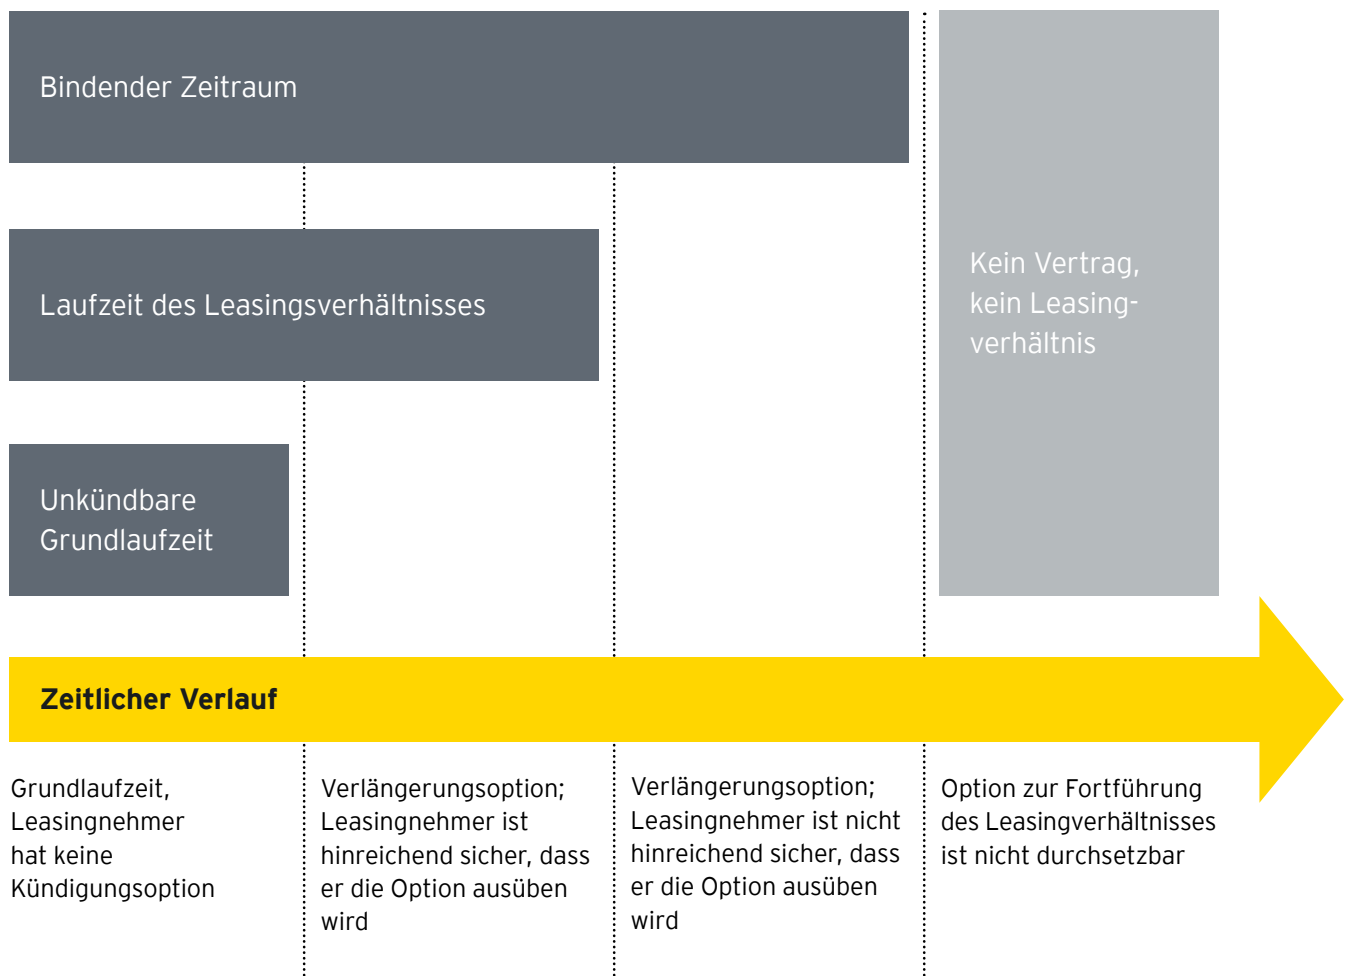 Bindender Zeitraum
Laufzeit des Leasingsverhältnisses
Kein Vertrag,
kein Leasing-
verhältnis
Unkündbare
Grundlaufzeit
Zeitlicher Verlauf
Grundlaufzeit,
Leasingnehmer
hat keine
Kündigungsoption
Verlängerungsoption;
Leasingnehmer ist
hinreichend sicher, dass
er die Option ausüben
wird
Verlängerungsoption;
Leasingnehmer ist nicht
hinreichend sicher, dass
er die Option ausüben
wird
Option zur Fortführung
des Leasingverhältnisses
ist nicht durchsetzbar